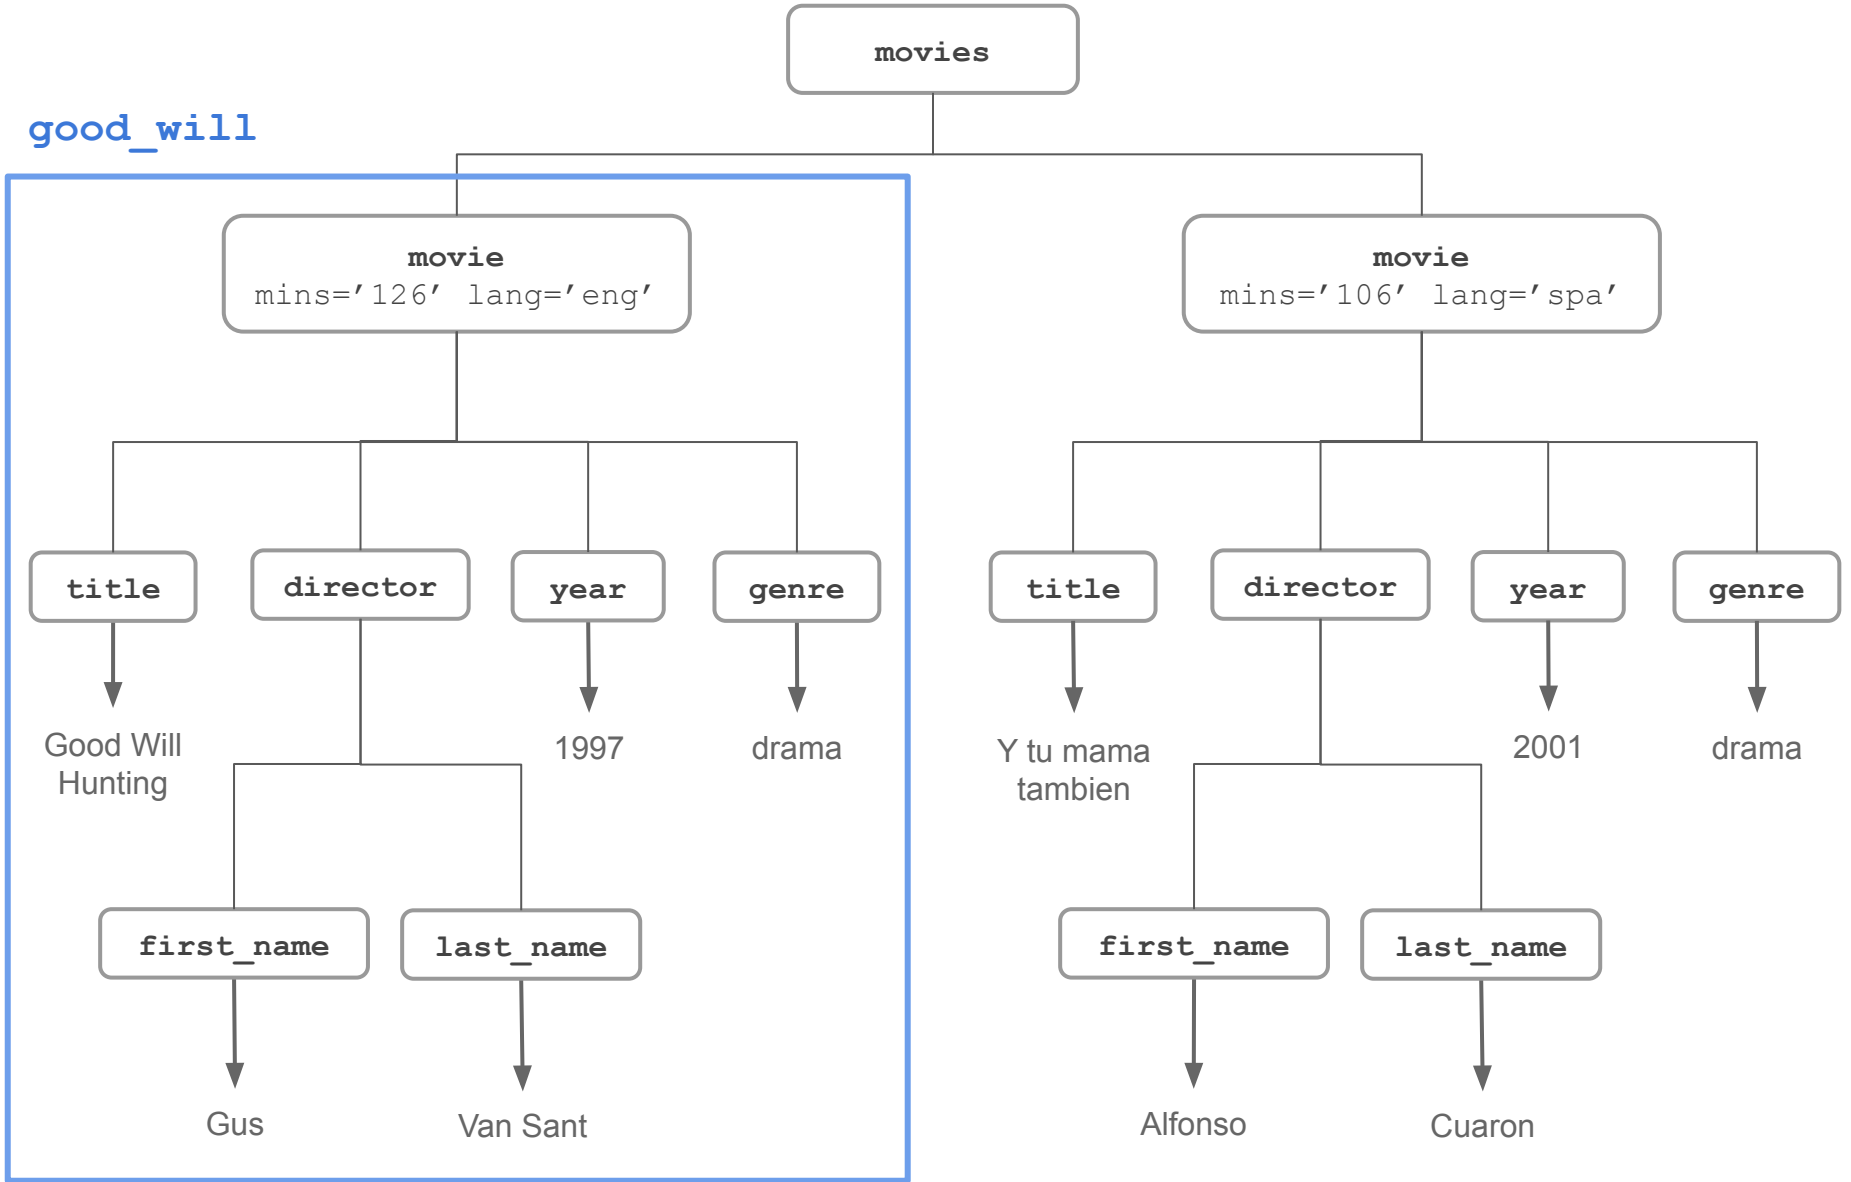 movies
good_will
movie
mins=’126’ lang=’eng’
movie
mins=’106’ lang=’spa’
title
director
year
genre
title
director
year
genre
Good Will
Hunting
1997
drama
Y tu mama
tambien
2001
drama
first_name
last_name
first_name
last_name
Gus
Van Sant
Alfonso
Cuaron